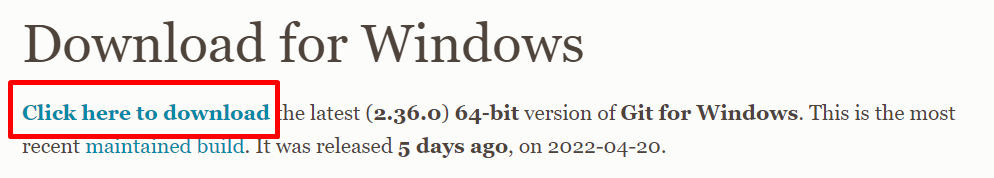 Download for Windows
Click here to download the latest (2.36.0) 64-bit version of Git for Windows. This is the most
recent maintained build. It was released 5 days ago, on 2022-04-20.